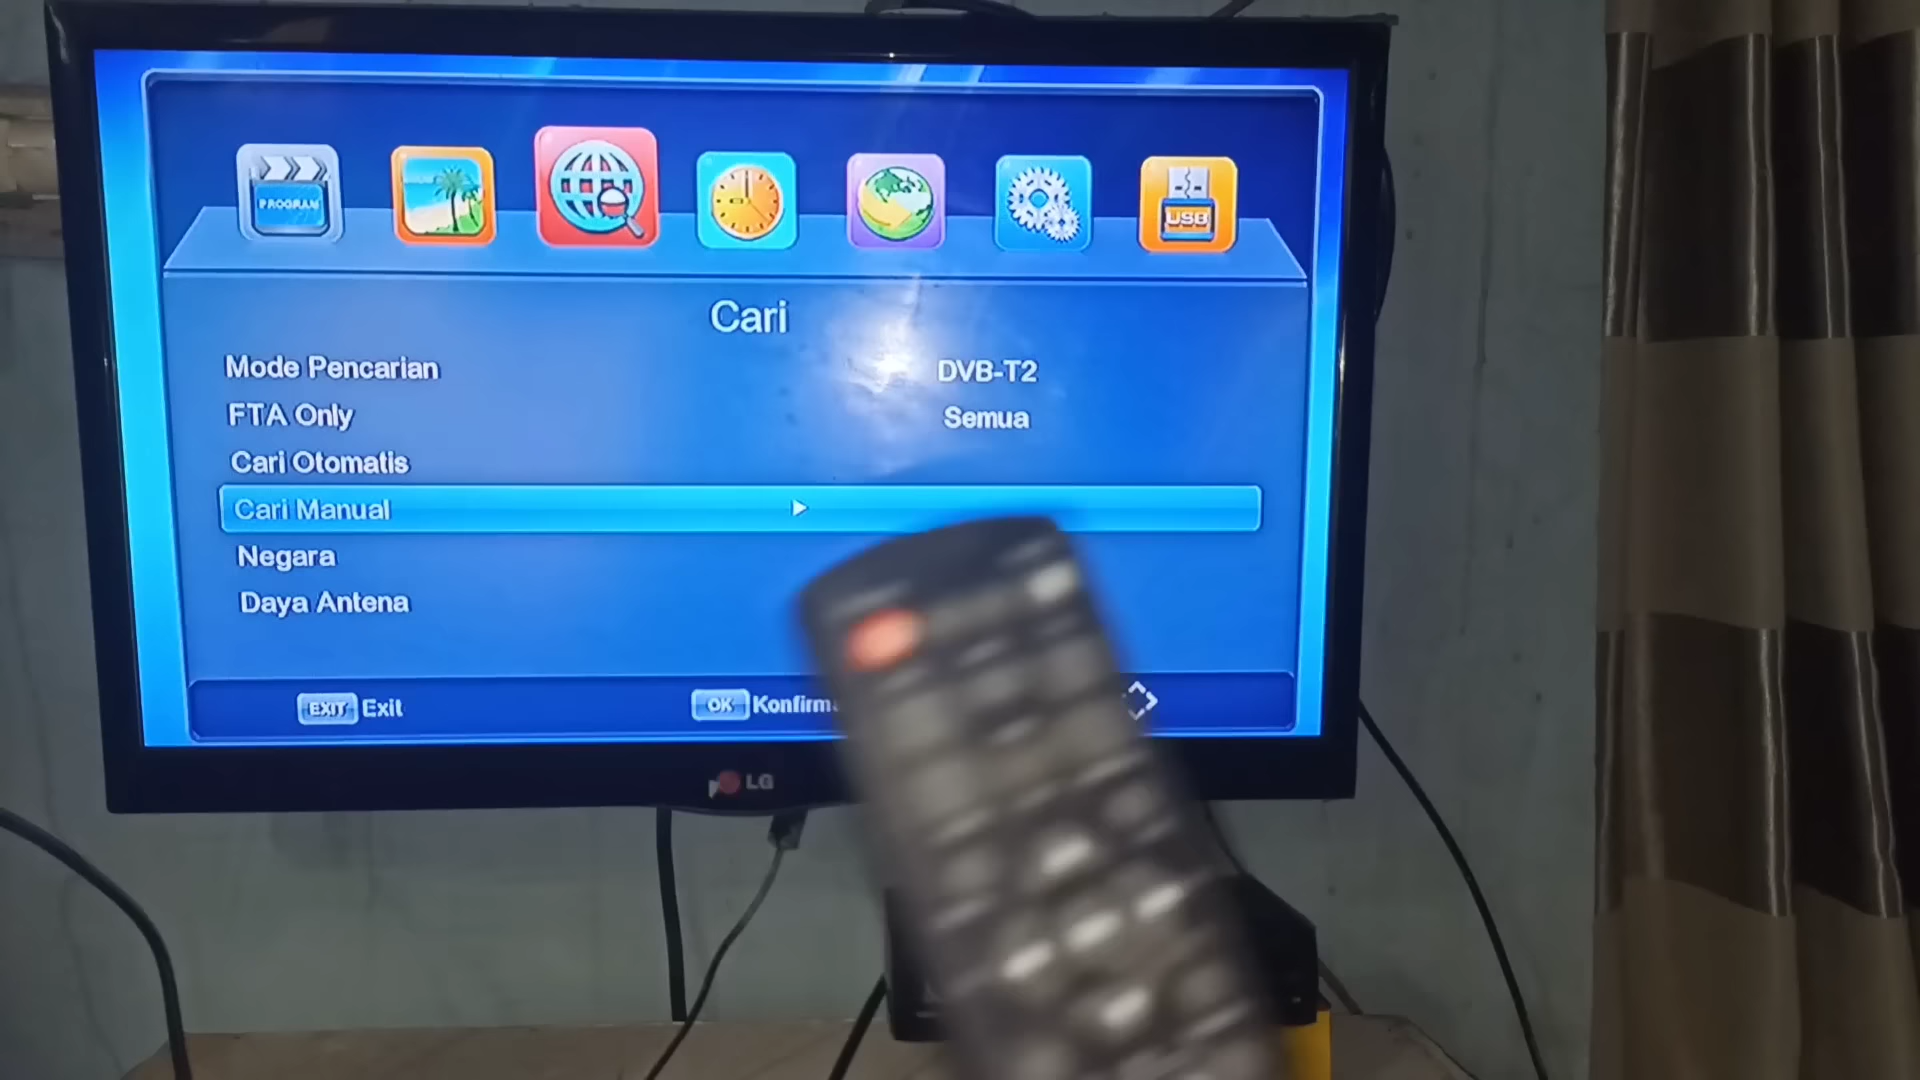 PROGRAM
USB
Cari
Mode Pencarian DVB-T2
FTA Only Semua
Cari Otomatis
Cari Manual
Negara
Daya Antena
EXIT Exit OK
LG